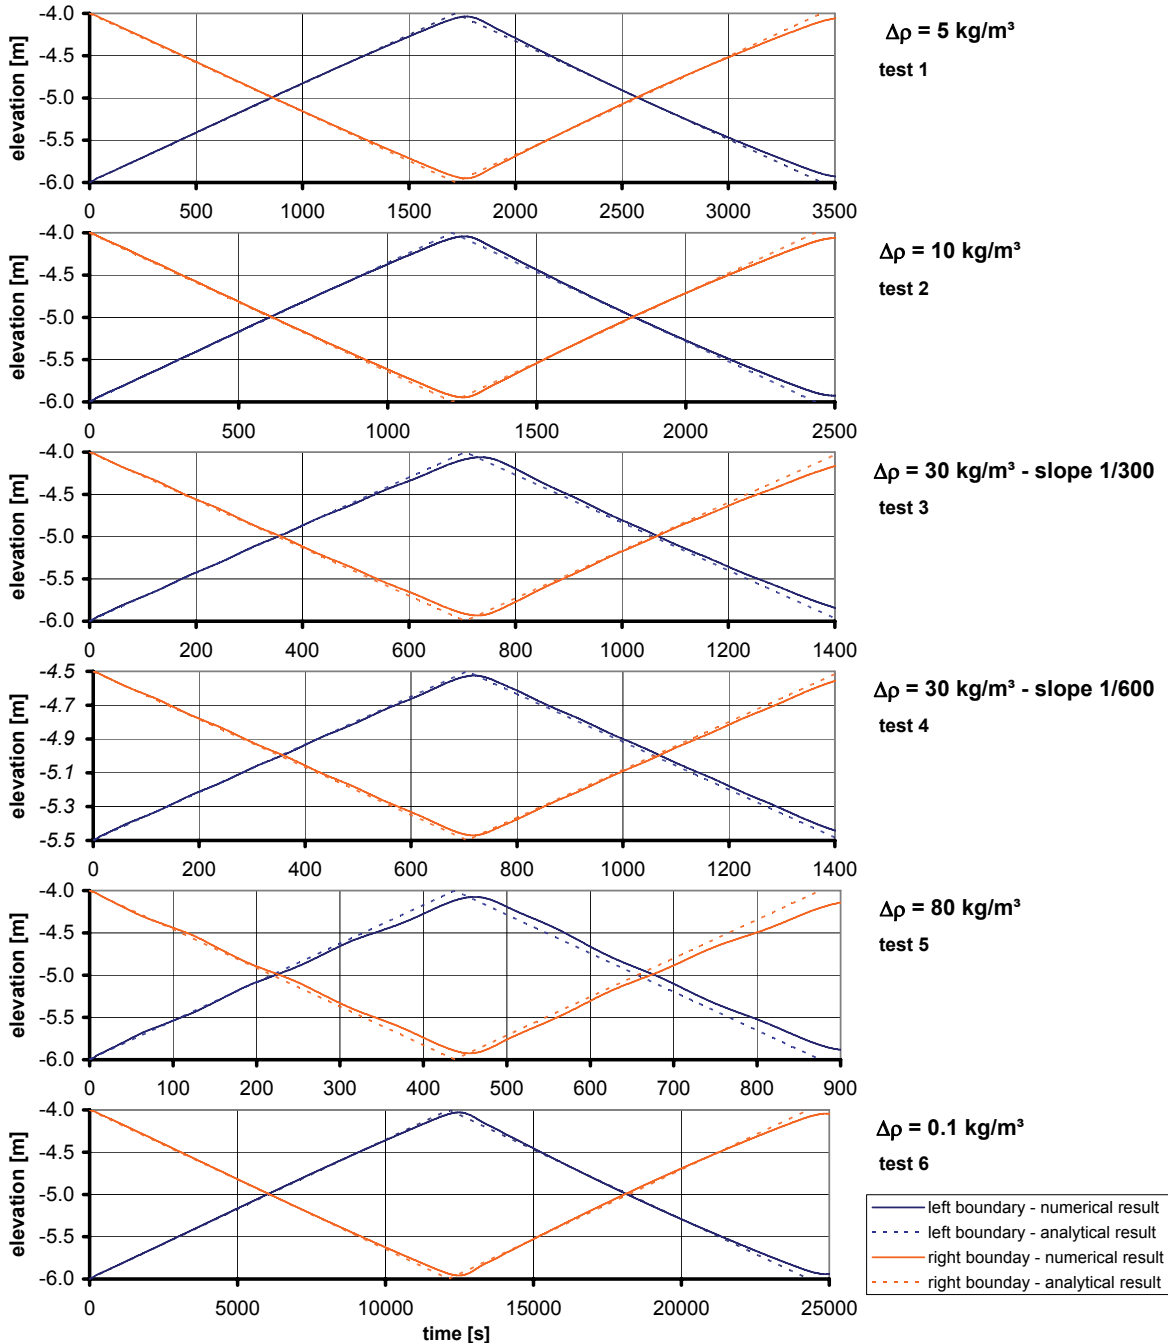 -4.0
-4.5
-5.0
-5.5
-6.0
elevation [m]
0 500 1000 1500 2000 2500 3000 3500
Δρ = 5 kg/m³
test 1
-4.0
-4.5
-5.0
-5.5
-6.0
elevation [m]
0 500 1000 1500 2000 2500
Δρ = 10 kg/m³
test 2
-4.0
-4.5
-5.0
-5.5
-6.0
elevation [m]
0 200 400 600 800 1000 1200 1400
Δρ = 30 kg/m³ - slope 1/300
test 3
-4.5
-4.7
-4.9
-5.1
-5.3
-5.5
elevation [m]
0 200 400 600 800 1000 1200 1400
Δρ = 30 kg/m³ - slope 1/600
test 4
-4.0
-4.5
-5.0
-5.5
-6.0
elevation [m]
0 100 200 300 400 500 600 700 800 900
Δρ = 80 kg/m³
test 5
-4.0
-4.5
-5.0
-5.5
-6.0
elevation [m]
0 5000 10000 15000 20000 25000
time [s]
Δρ = 0.1 kg/m³
test 6
left boundary - numerical result
left boundary - analytical result
right bounday - numerical result
right bounday - analytical result